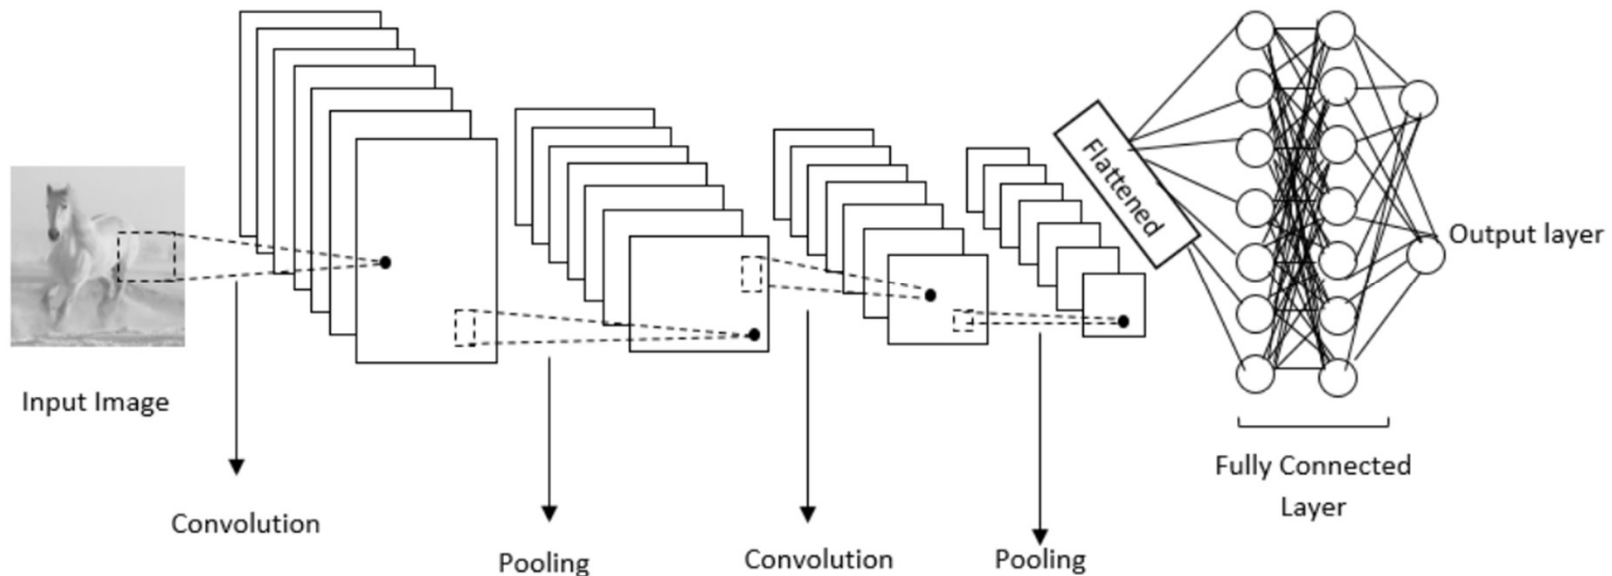 Flattened
Output layer
Input Image
Fully Connected
Layer
Convolution
Pooling
Convolution
Pooling